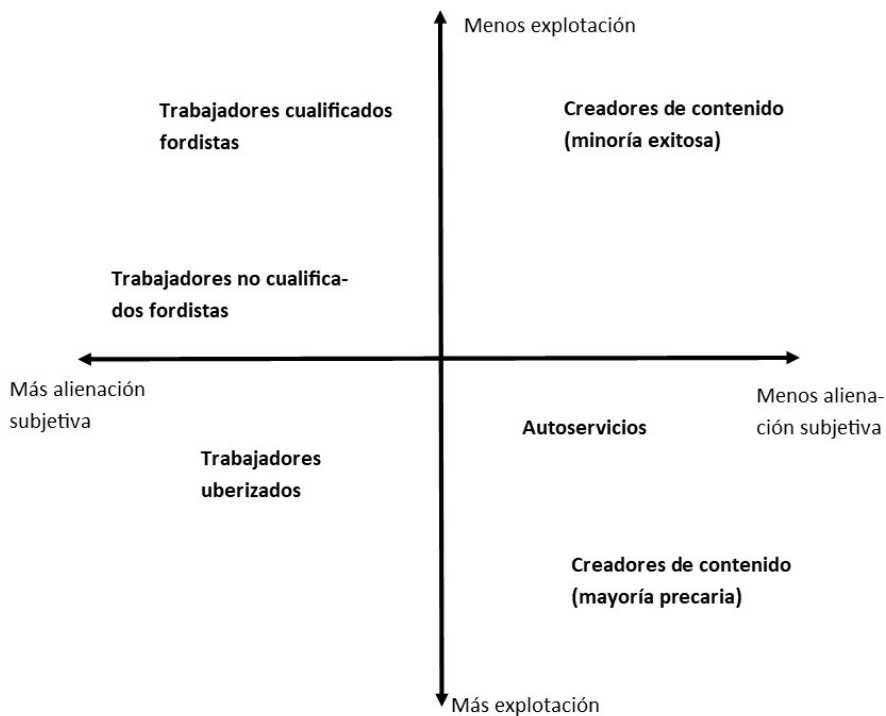 Menos explotación
Trabajadores cualificados
fordistas
Creadores de contenido
(minoría exitosa)
Trabajadores no cualifica-
dos fordistas
Más alienación
subjetiva
Menos aliena-
ción subjetiva
Autoservicios
Trabajadores
uberizados
Creadores de contenido
(mayoría precaria)
Más explotación